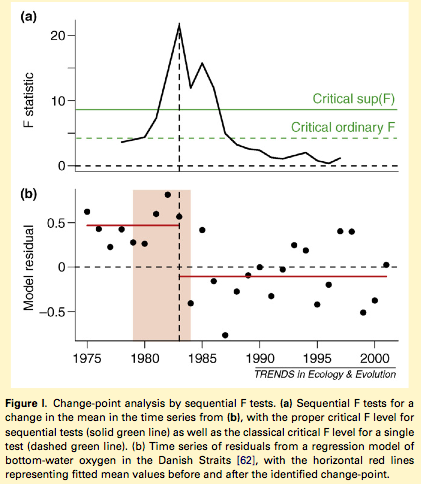 (a)
20
10
0
F statistic
Critical sup(F)
Critical ordinary F
(b)
0.5
0
−0.5
Model residual
1975 1980 1985 1990 1995 2000
TRENDS in Ecology & Evolution
Figure I. Change-point analysis by sequential F tests. (a) Sequential F tests for a
change in the mean in the time series from (b), with the proper critical F level for
sequential tests (solid green line) as well as the classical critical F level for a single
test (dashed green line). (b) Time series of residuals from a regression model of
bottom-water oxygen in the Danish Straits [62], with the horizontal red lines
representing fitted mean values before and after the identified change-point.